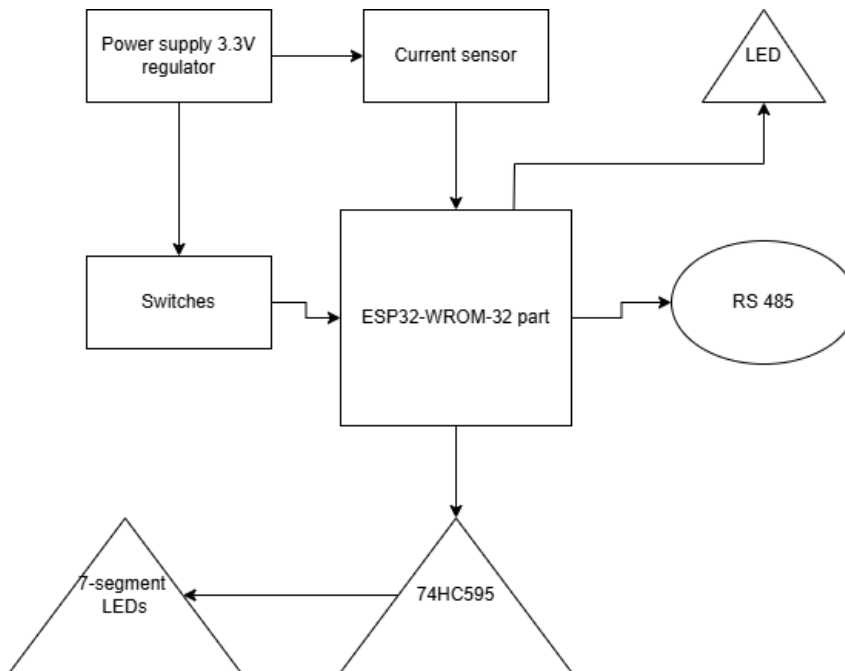 Power supply 3.3V
regulator
Current sensor
LED
Switches
ESP32-WROM-32 part
RS 485
7-segment
LEDs
74HC595